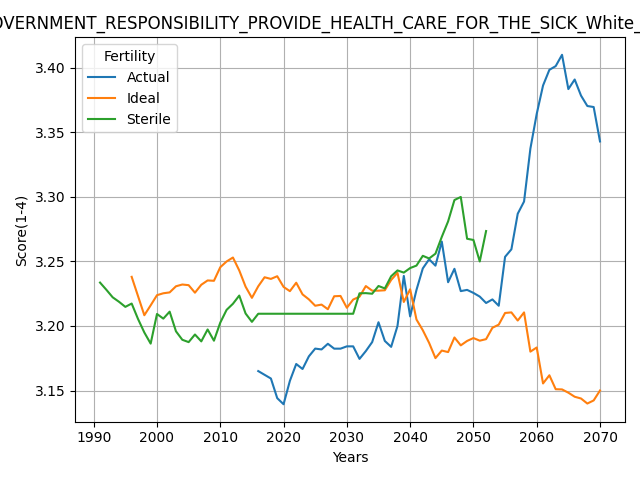 OVERNMENT_RESPONSIBILITY_PROVIDE_HEALTH_CARE_FOR_THE_SICK_White_
Fertility
Actual
Ideal
Sterile
3.40
3.35
3.30
3.25
3.20
3.15
Score(1-4)
1990 2000 2010 2020 2030 2040 2050 2060 2070
Years